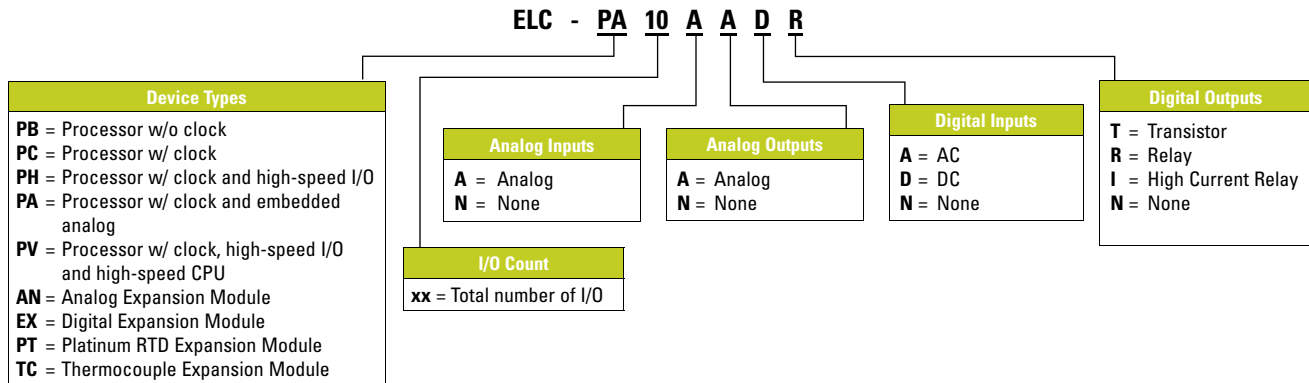 ELC - PA 10 A A D R
Device Types
PB = Processor w/o clock
PC = Processor w/ clock
PH = Processor w/ clock and high-speed I/O
PA = Processor w/ clock and embedded
analog
PV = Processor w/ clock, high-speed I/O
and high-speed CPU
AN = Analog Expansion Module
EX = Digital Expansion Module
PT = Platinum RTD Expansion Module
TC = Thermocouple Expansion Module
I/O Count
xx = Total number of I/O
Analog Inputs
A = Analog
N = None
Analog Outputs
A = Analog
N = None
Digital Inputs
A = AC
D = DC
N = None
Digital Outputs
T = Transistor
R = Relay
I = High Current Relay
N = None